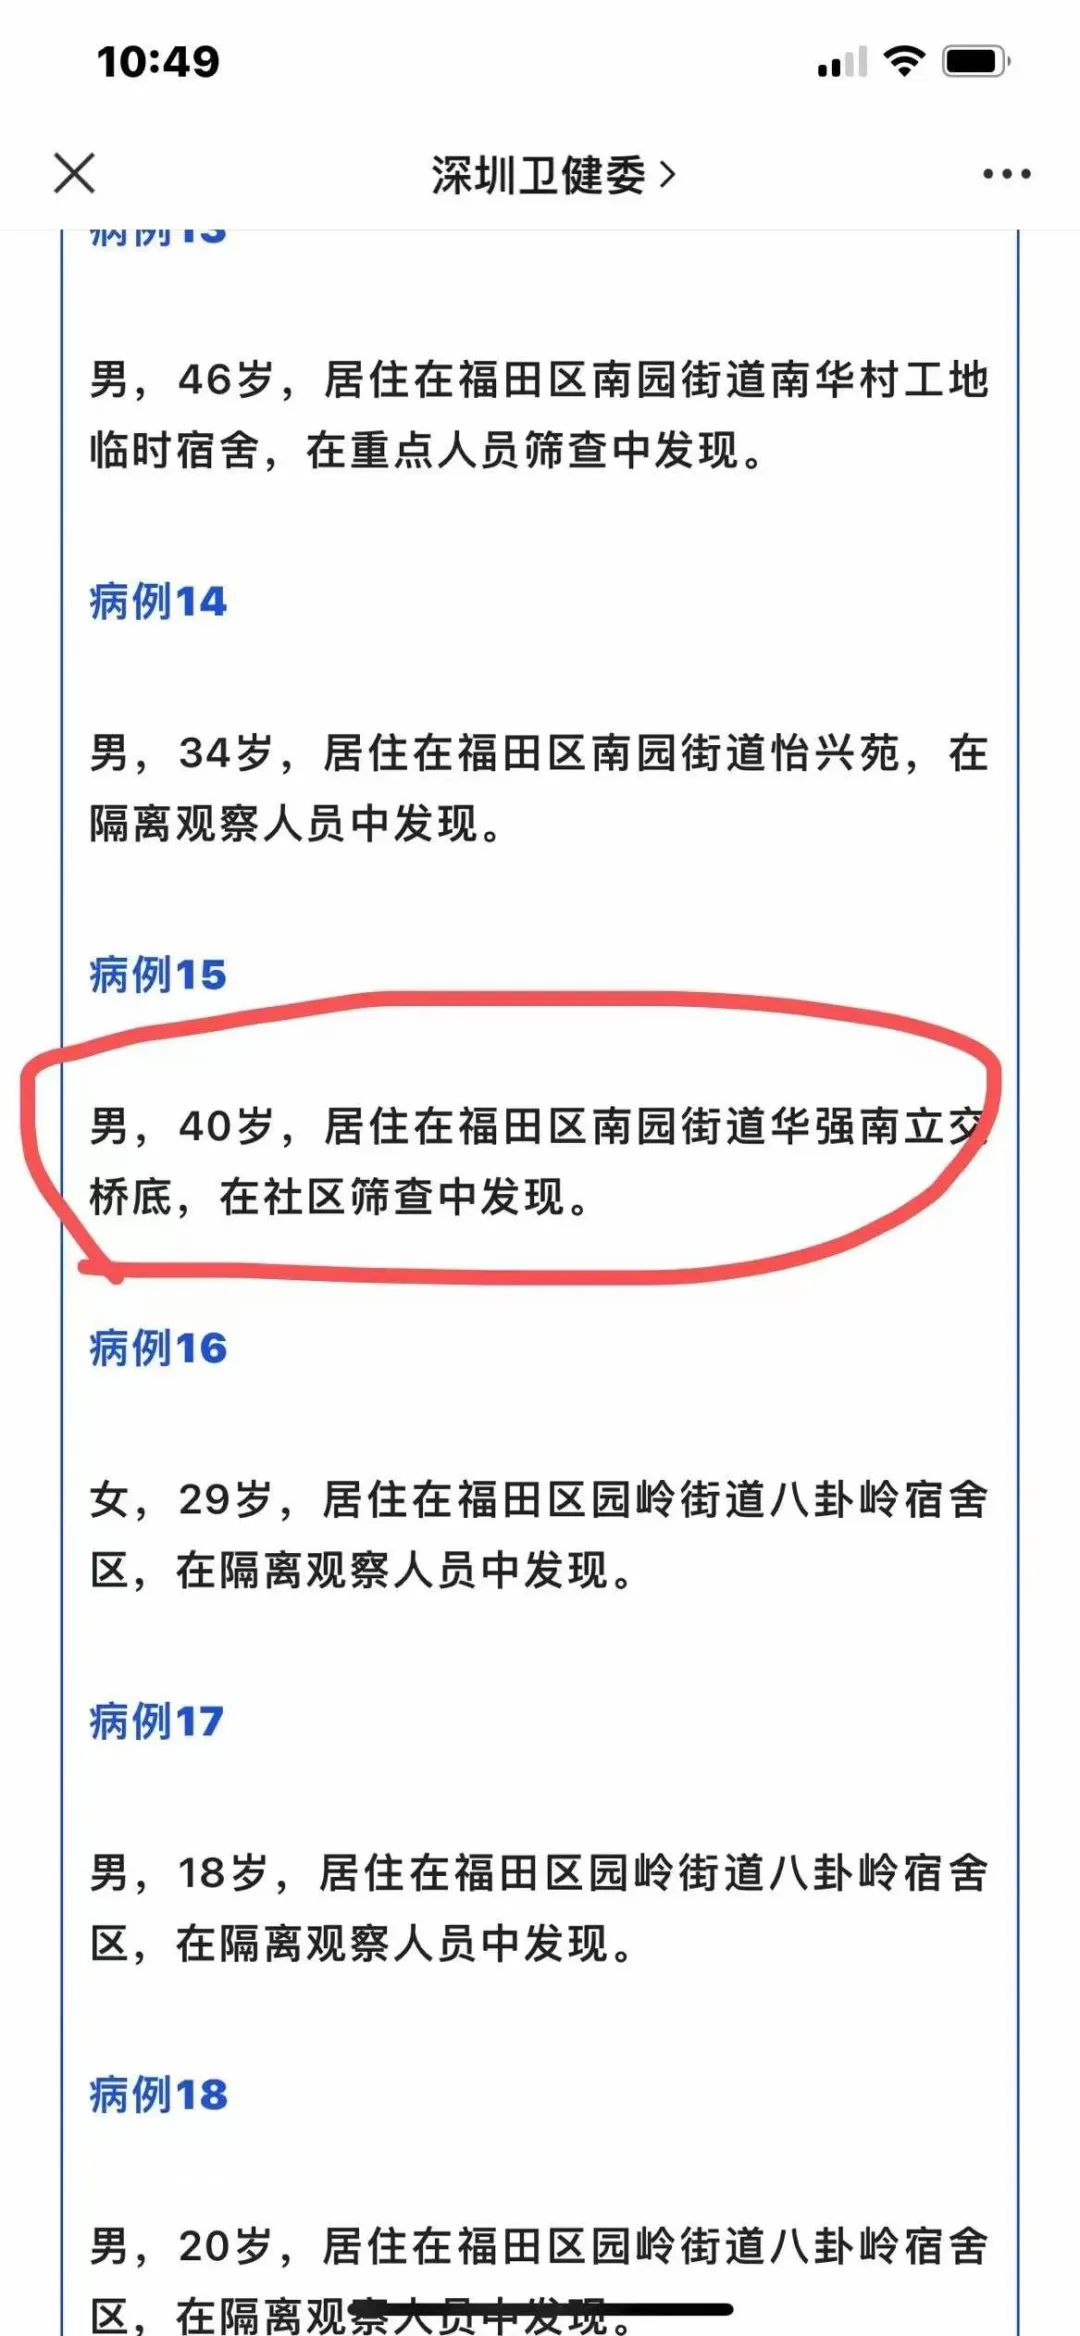 10:49
深圳卫健委
病例13
男，46岁，居住在福田区南园街道南华村工地
临时宿舍，在重点人员筛查中发现。
病例14
男，34岁，居住在福田区南园街道怡兴苑，在
隔离观察人员中发现。
病例15
男，40岁，居住在福田区南园街道华强南立交
桥底，在社区筛查中发现。
病例16
女，29岁，居住在福田区园岭街道八卦岭宿舍
区，在隔离观察人员中发现。
病例17
男，18岁，居住在福田区园岭街道八卦岭宿舍
区，在隔离观察人员中发现。
病例18
男，20岁，居住在福田区园岭街道八卦岭宿舍
区，在隔离观察人员中发现。